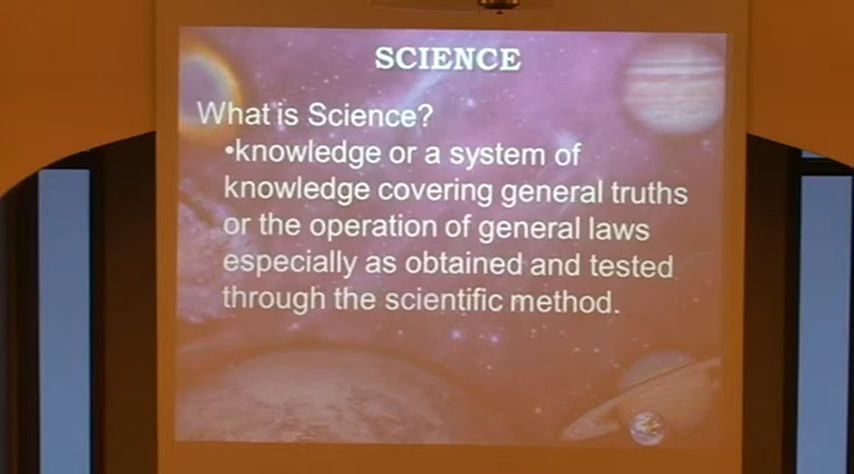 SCIENCE
What is Science?
•knowledge or a system of
knowledge covering general truths
or the operation of general laws
especially as obtained and tested
through the scientific method.